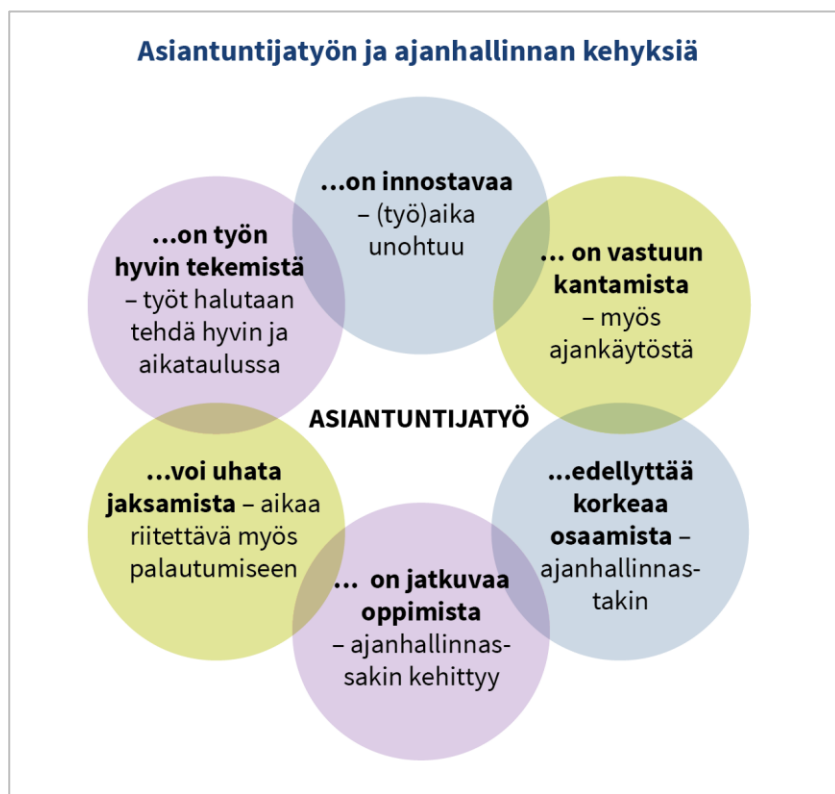 Asiantuntijatyön ja ajanhallinnan kehyksiä
...on innostavaa
– (työ)aika
unohtuu
... on vastuun
kantamista
– myös
ajankäytöstä
...edellyttää
korkeaa
osaamista –
ajanhallinnas-
takin
... on jatkuvaa
oppimista
– ajanhallinnas-
sakin kehittyy
...voi uhata
jaksamista – aikaa
riitettävä myös
palautumiseen
...on työn
hyvin tekemistä
– työt halutaan
tehdä hyvin ja
aikataulussa
ASIANTUNTIJATYÖ